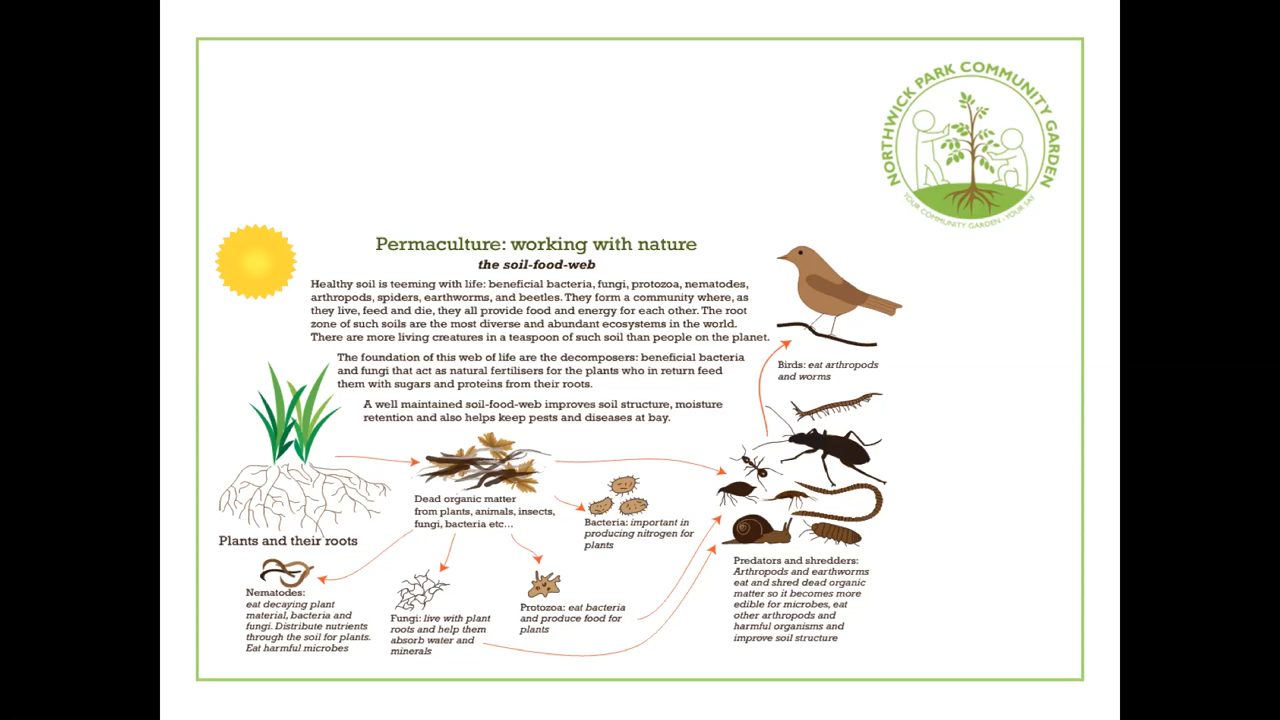 NORTHWICK PARK COMMUNITY GARDEN
YOUR COMMUNITY GARDEN - YOUR SAY
Permaculture: working with nature
the soil-food-web
Healthy soil is teeming with life: beneficial bacteria, fungi, protozoa, nematodes,
arthropods, spiders, earthworms, and beetles. They form a community where, as
they live, feed and die, they all provide food and energy for each other. The root
zone of such soils are the most diverse and abundant ecosystems in the world.
There are more living creatures in a teaspoon of such soil than people on the planet.
The foundation of this web of life are the decomposers: beneficial bacteria
and fungi that act as natural fertilisers for the plants who in return feed
them with sugars and proteins from their roots.
A well maintained soil-food-web improves soil structure, moisture
retention and also helps keep pests and diseases at bay.
Birds: eat arthropods
and worms
Dead organic matter
from plants, animals, insects,
fungi, bacteria etc...
Bacteria: important in
producing nitrogen for
plants
Plants and their roots
Nematodes:
eat decaying plant
material, bacteria and
fungi. Distribute nutrients
through the soil for plants.
Eat harmful microbes
Fungi: live with plant
roots and help them
absorb water and
minerals
Protozoa: eat bacteria
and produce food for
plants
Predators and shredders:
Arthropods and earthworms
eat and shred dead organic
matter so it becomes more
edible for microbes, eat
other arthropods and
harmful organisms and
improve soil structure